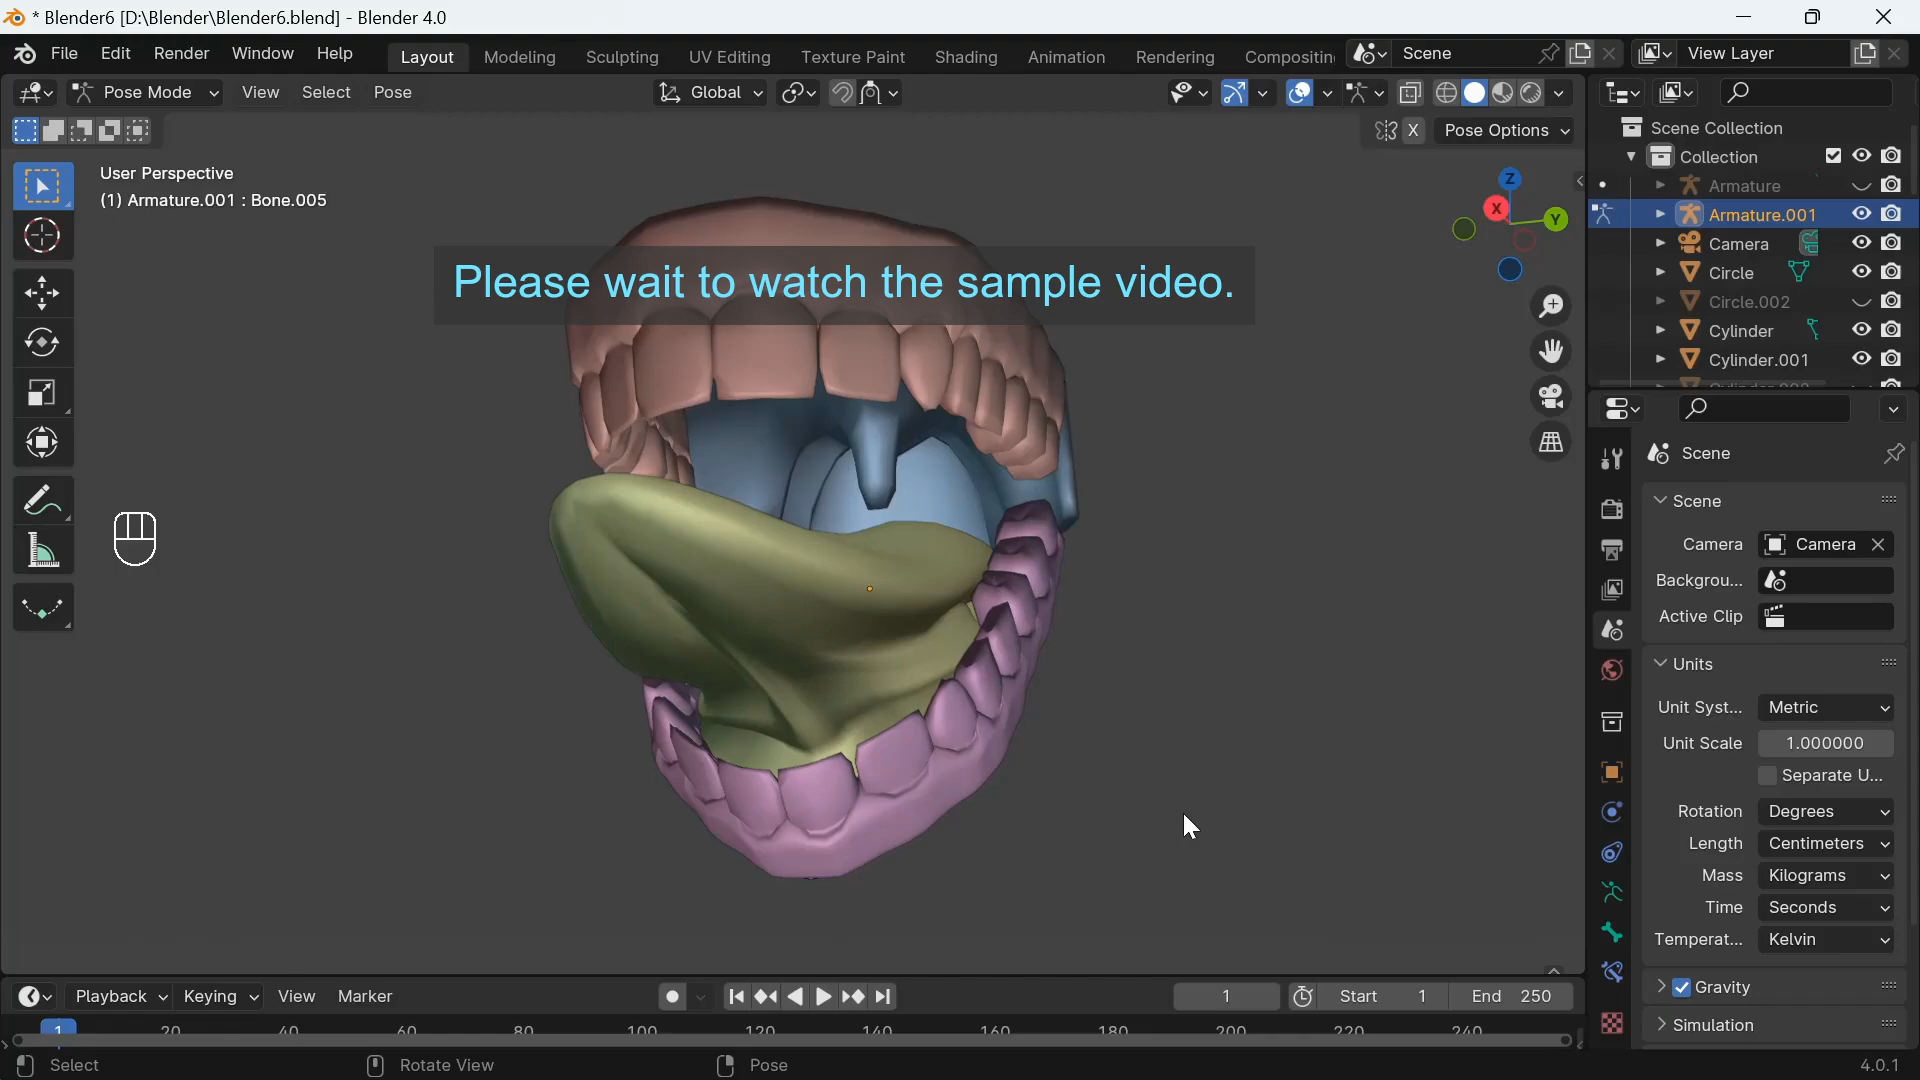 * Blender6 [D:\Blender\Blender6.blend] - Blender 4.0
File Edit Render Window Help Layout Modeling Sculpting UV Editing Texture Paint Shading Animation Rendering Scene View Layer
Pose Mode View Select Pose Global
X Pose Options
Scene Collection
Collection
User Perspective
(1) Armature.001 : Bone.005
Z
X
Y
Armature
Armature.001
Camera
Circle
Circle.002
Cylinder
Cylinder.001
Please wait to watch the sample video.
Scene
Scene
Camera Camera
Backgrou...
Active Clip
Units
Unit Syst... Metric
Unit Scale 1.000000
Separate U...
Rotation Degrees
Length Centimeters
Mass Kilograms
Time Seconds
Temperat... Kelvin
Gravity
Simulation
Playback Keying View Marker 1 Start 1 End 250
1 20 40 60 80 100 120 140 160 180 200 220 240
Select Rotate View Pose 4.0.1